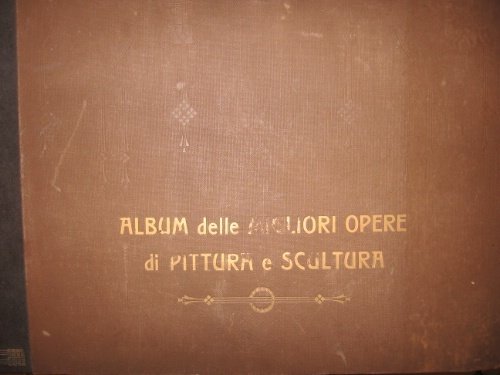 ALBUM delle MIGLIORI OPERE
di PITTURA e SCULTURA